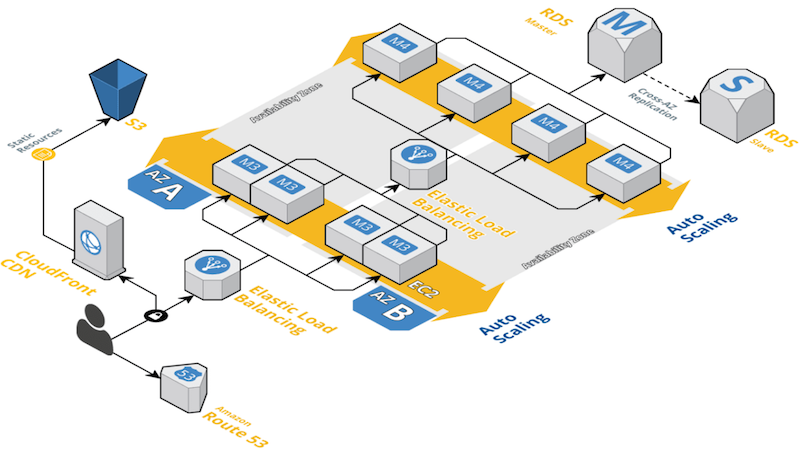 RDS
Master
M
S
RDS
Slave
Cross-AZ
Replication
M4
M4
M4
M4
Availability Zone
Static
Resources
S3
AZ
A
M3
M3
M3
M3
Elastic Load
Balancing
Auto
Scaling
Availability Zone
CloudFront
CDN
EC2
AZ
B
Elastic Load
Balancing
Auto
Scaling
53
Amazon
Route 53